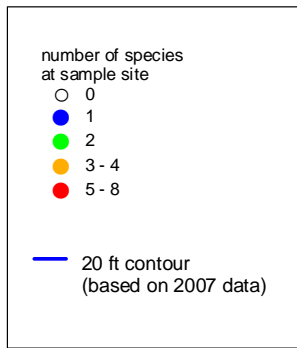 number of species
at sample site
0
1
2
3 - 4
5 - 8
20 ft contour
(based on 2007 data)